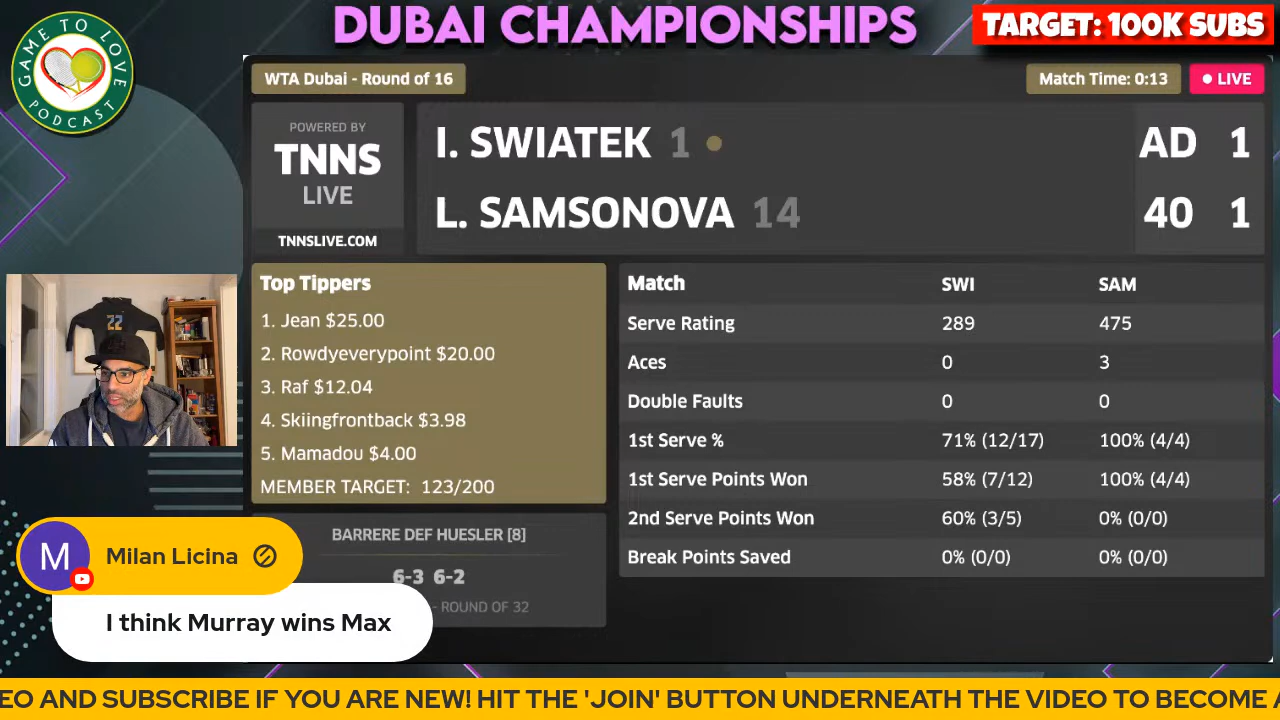 DUBAI CHAMPIONSHIPS
TARGET: 100K SUBS
GAME TO LOVE
PODCAST
WTA Dubai - Round of 16
Match Time: 0:13
LIVE
POWERED BY
TNNS
LIVE
TNNSLIVE.COM
I. SWIATEK 1 AD 1
L. SAMSONOVA 14 40 1
Top Tippers
1. Jean $25.00
2. Rowdyeverypoint $20.00
3. Raf $12.04
4. Skiingfrontback $3.98
5. Mamadou $4.00
MEMBER TARGET: 123/200
Match SWI SAM
Serve Rating 289 475
Aces 0 3
Double Faults 0 0
1st Serve % 71% (12/17) 100% (4/4)
1st Serve Points Won 58% (7/12) 100% (4/4)
2nd Serve Points Won 60% (3/5) 0% (0/0)
Break Points Saved 0% (0/0) 0% (0/0)
BARRERE DEF HUESLER [8]
6-3 6-2
- ROUND OF 32
22
M
Milan Licina
I think Murray wins Max
EO AND SUBSCRIBE IF YOU ARE NEW! HIT THE 'JOIN' BUTTON UNDERNEATH THE VIDEO TO BECOME